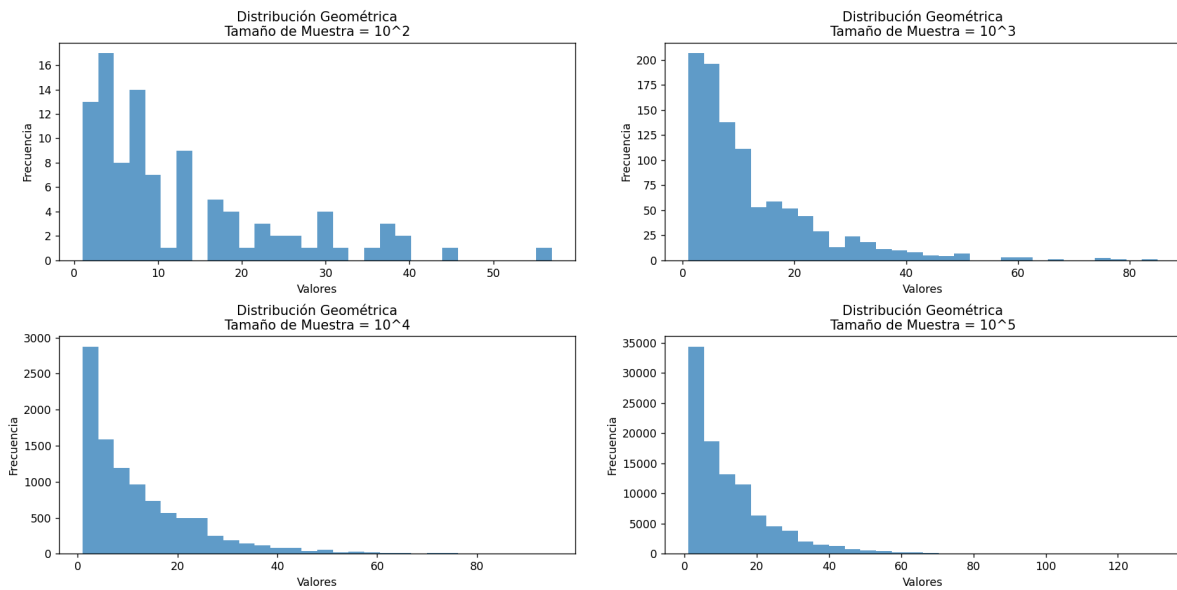 Distribución Geométrica
Tamaño de Muestra = 10^2
Frecuencia
16
14
12
10
8
6
4
2
0
0 10 20 30 40 50
Valores
Distribución Geométrica
Tamaño de Muestra = 10^3
Frecuencia
200
175
150
125
100
75
50
25
0
0 20 40 60 80
Valores
Distribución Geométrica
Tamaño de Muestra = 10^4
Frecuencia
3000
2500
2000
1500
1000
500
0
0 20 40 60 80
Valores
Distribución Geométrica
Tamaño de Muestra = 10^5
Frecuencia
35000
30000
25000
20000
15000
10000
5000
0
0 20 40 60 80 100 120
Valores